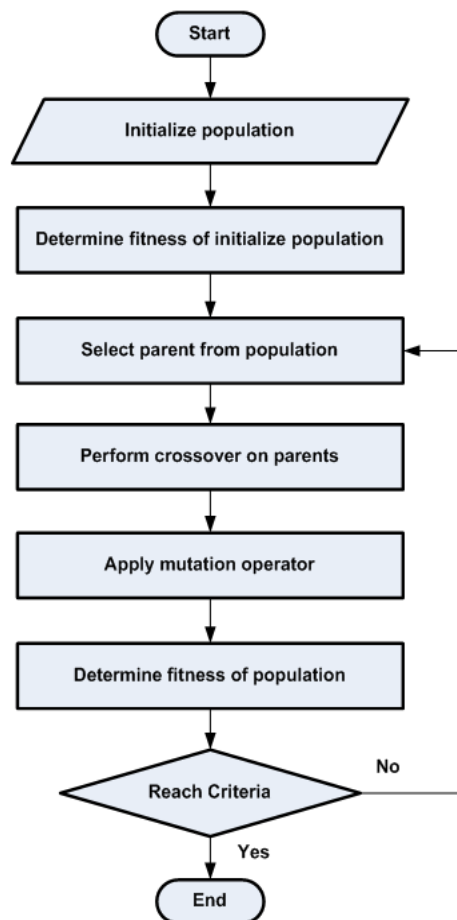 Start
Initialize population
Determine fitness of initialize population
Select parent from population
Perform crossover on parents
Apply mutation operator
Determine fitness of population
Reach Criteria
No
Yes
End